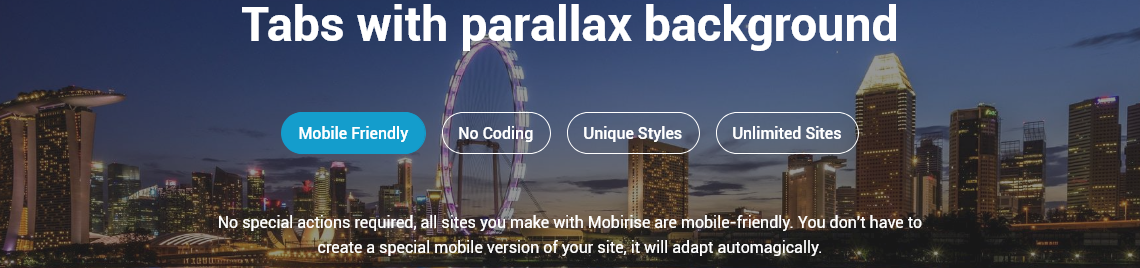 Tabs with parallax background
Mobile Friendly No Coding Unique Styles Unlimited Sites
No special actions required, all sites you make with Mobirise are mobile-friendly. You don't have to
create a special mobile version of your site, it will adapt automagically.